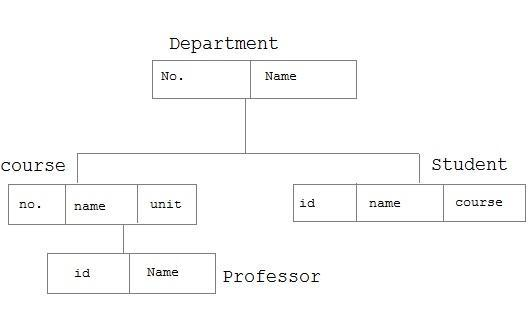 Department
No. Name
course
Student
no. name unit
id name course
id Name
Professor